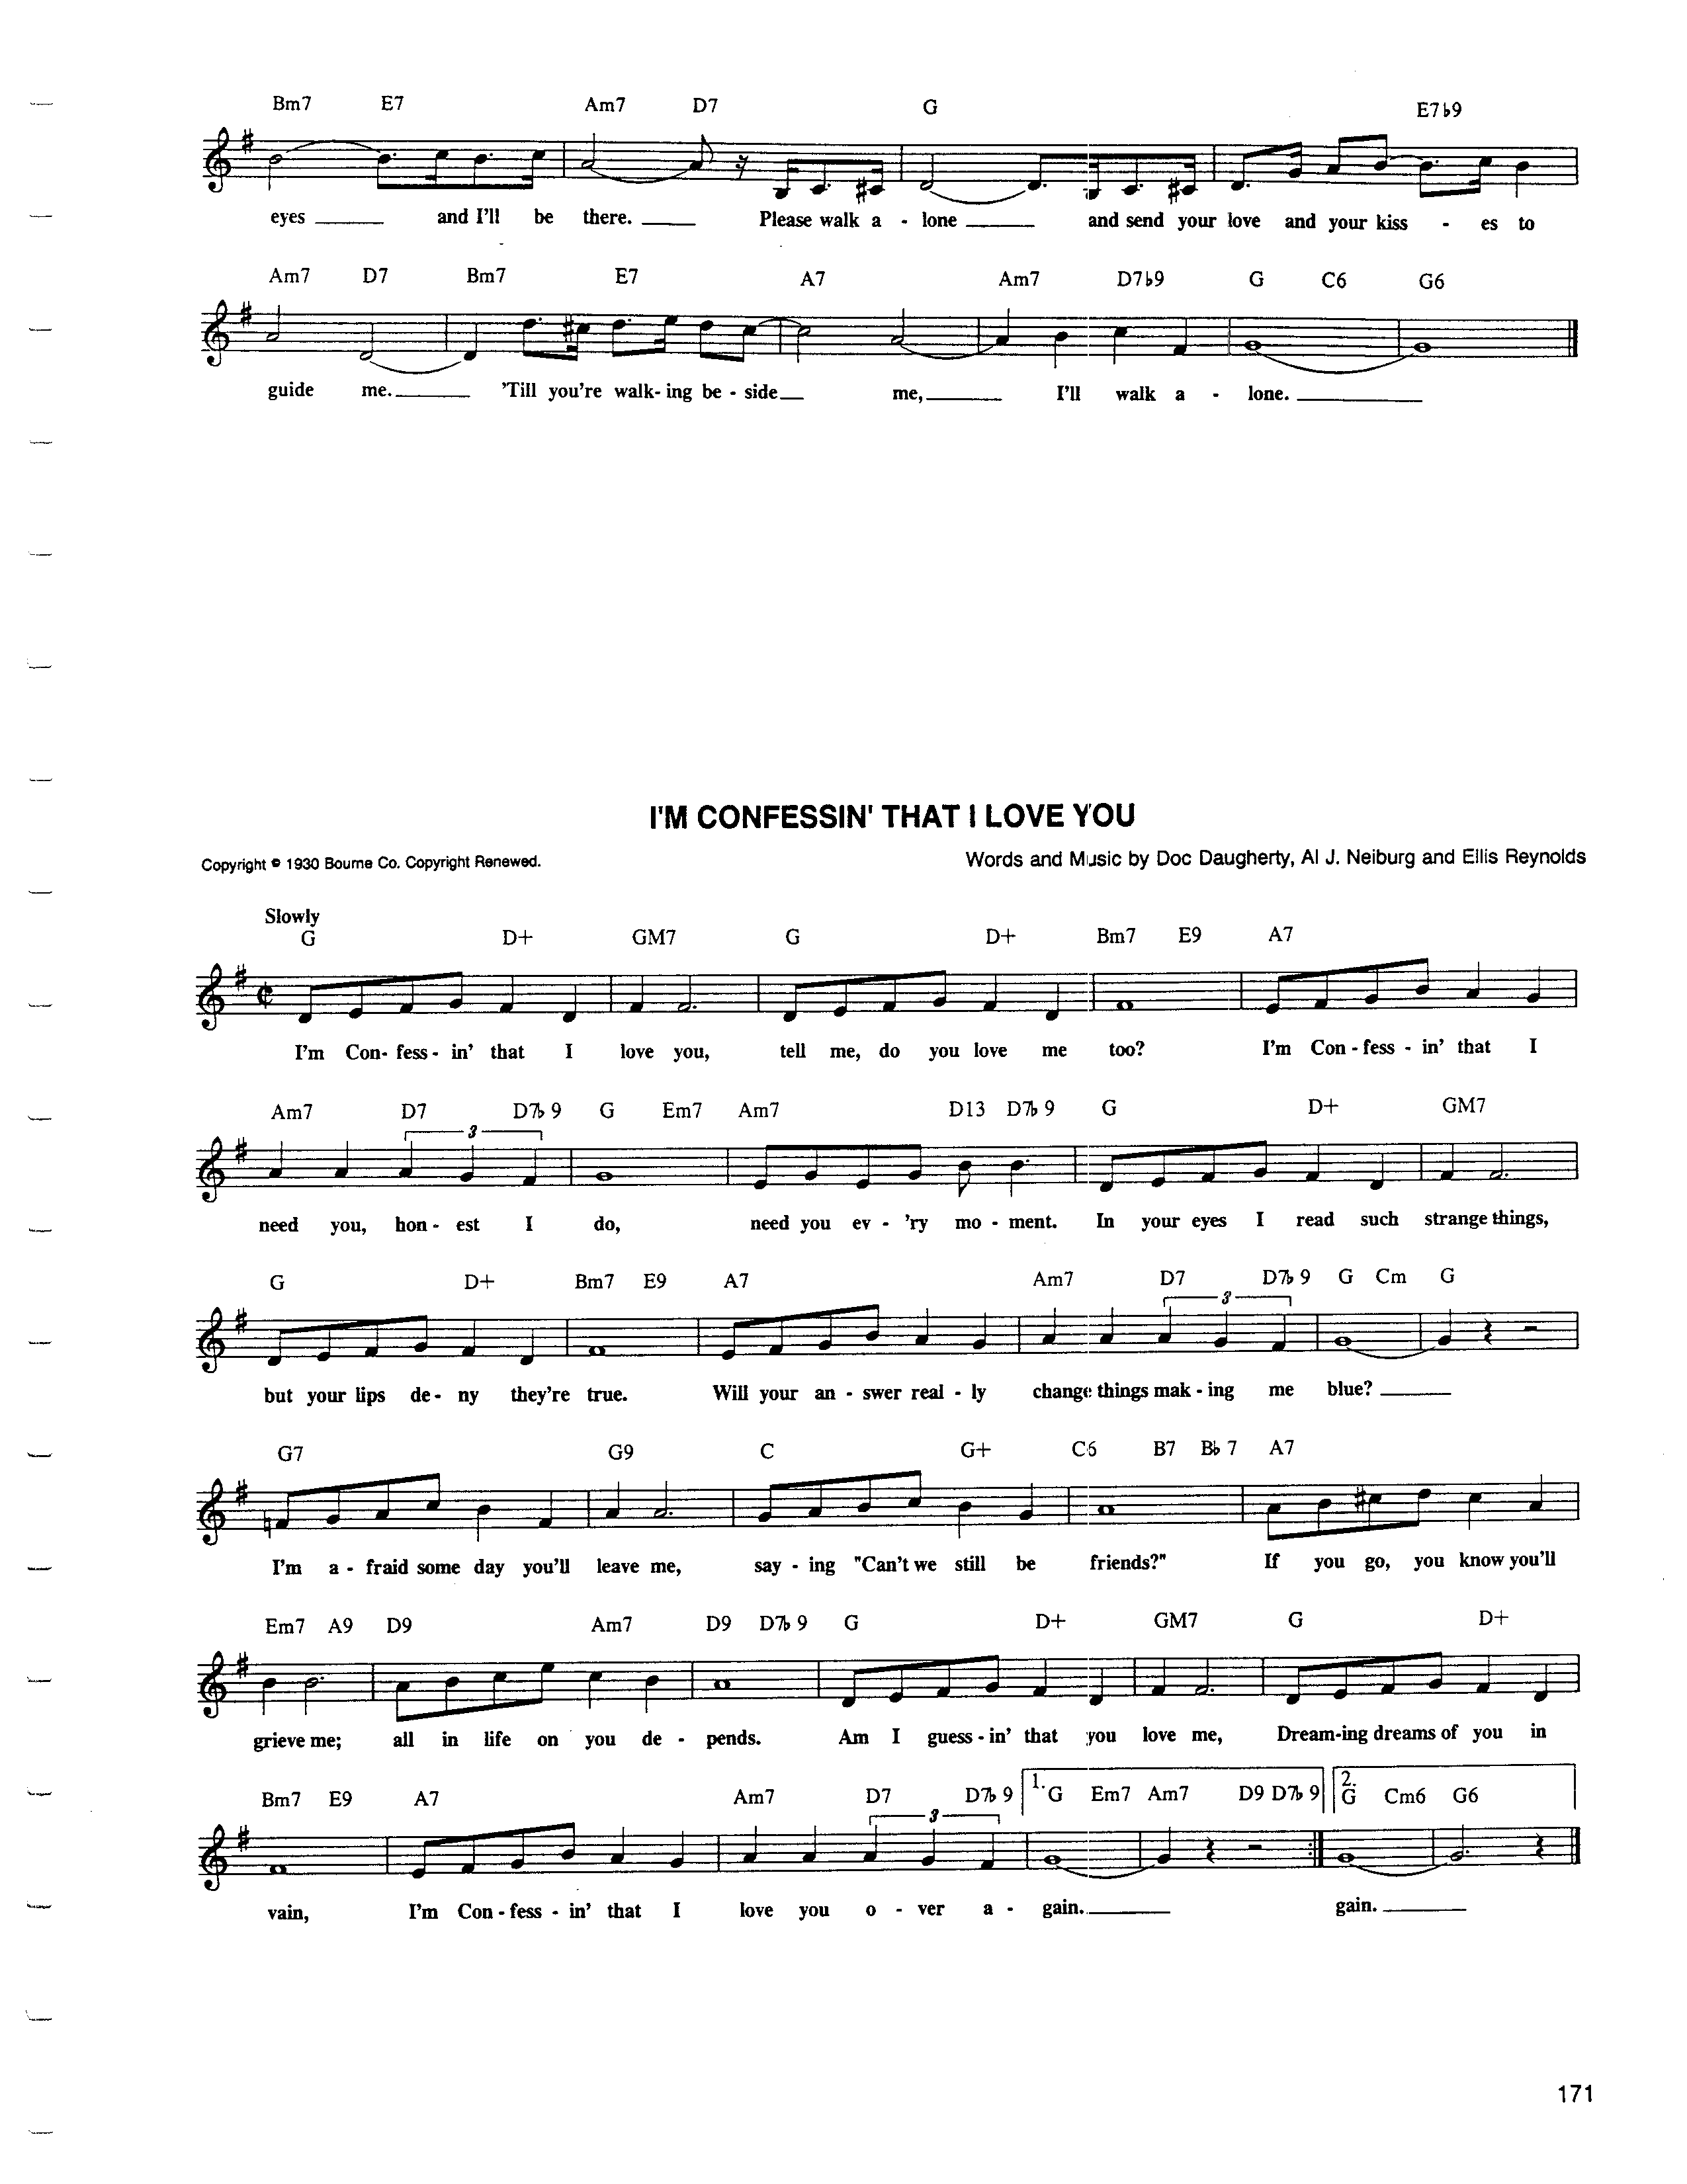 Bm7 E7 Am7 D7 G E7♭9
eyes ____ and I'll be there. ____ Please walk a - lone ____ and send your love and your kiss - es to
Am7 D7 Bm7 E7 A7 Am7 D7♭9 G C6 G6
guide me. ____ 'Till you're walk- ing be - side __ me, ____ I'll walk a - lone. ____
I'M CONFESSIN' THAT I LOVE YOU
Copyright © 1930 Bourne Co. Copyright Renewed.
Words and Music by Doc Daugherty, Al J. Neiburg and Ellis Reynolds
Slowly
G D+ GM7 G D+ Bm7 E9 A7
I'm Con- fess - in' that I love you, tell me, do you love me too? I'm Con - fess - in' that I
Am7 D7 D7♭9 G Em7 Am7 D13 D7♭9 G D+ GM7
3
need you, hon - est I do, need you ev - 'ry mo - ment. In your eyes I read such strange things,
G D+ Bm7 E9 A7 Am7 D7 D7♭9 G Cm G
3
but your lips de - ny they're true. Will your an - swer real - ly change things mak - ing me blue? ____
G7 G9 C G+ C6 B7 B♭7 A7
I'm a - fraid some day you'll leave me, say - ing "Can't we still be friends?" If you go, you know you'll
Em7 A9 D9 Am7 D9 D7♭9 G D+ GM7 G D+
grieve me; all in life on you de - pends. Am I guess - in' that you love me, Dream-ing dreams of you in
Bm7 E9 A7 Am7 D7 D7♭9 1. G Em7 Am7 D9 D7♭9 2. G Cm6 G6
3
vain, I'm Con - fess - in' that I love you o - ver a - gain. ____ gain. ____
171